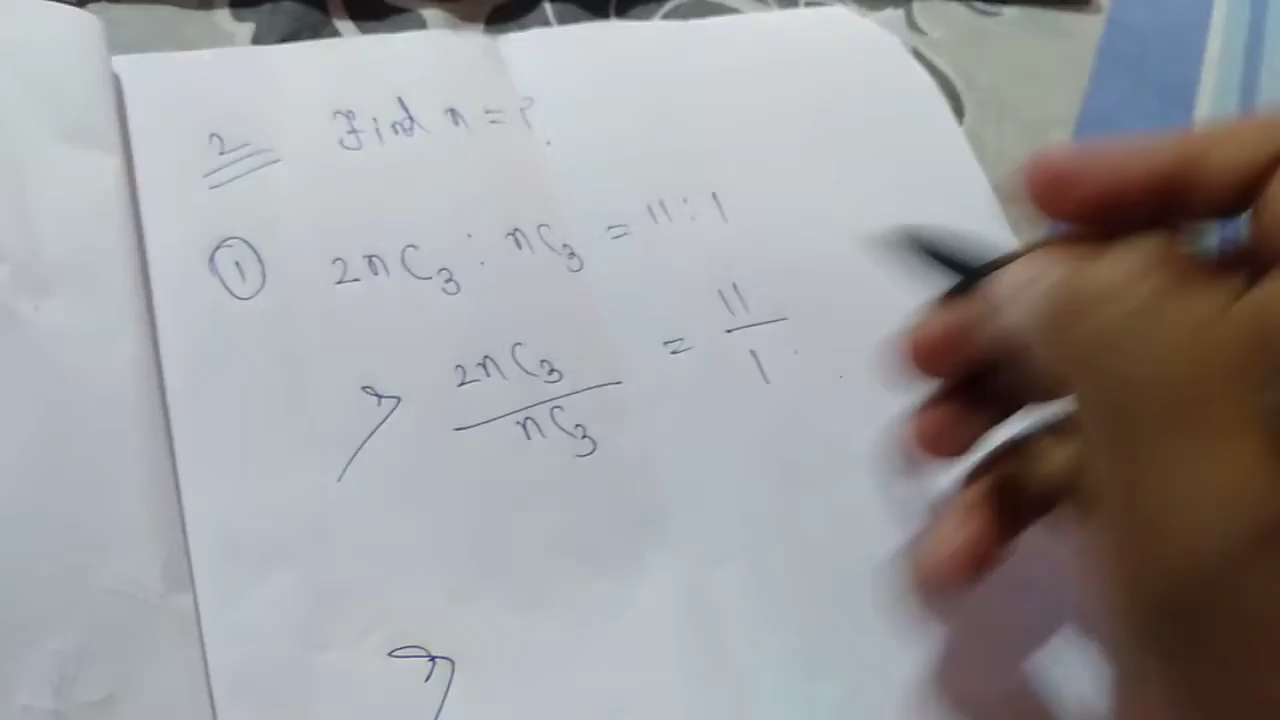 2 Find n = ?
① 2nC₃ : nC₃ = 11 : 1
⇒ 2nC₃ / nC₃ = 11 / 1